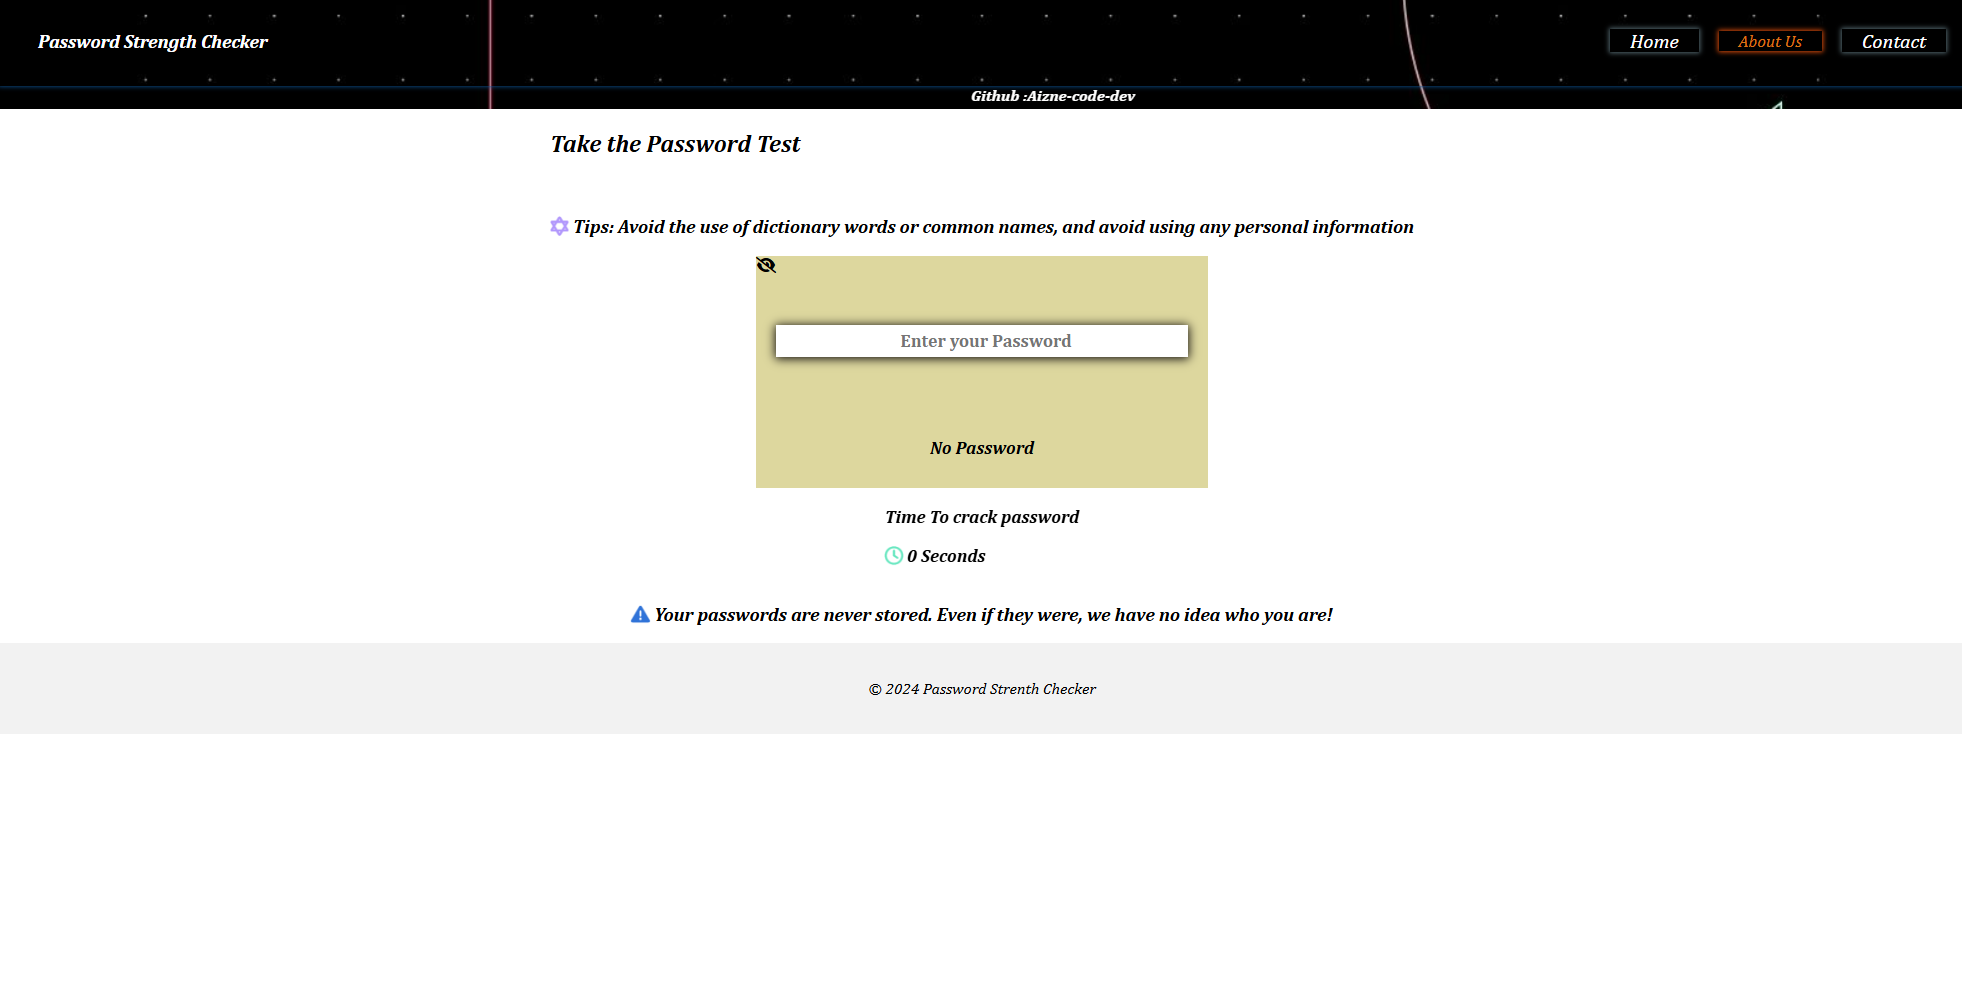 Password Strength Checker
Home
About Us
Contact
Github :Aizne-code-dev
Take the Password Test
Tips: Avoid the use of dictionary words or common names, and avoid using any personal information
Enter your Password
No Password
Time To crack password
0 Seconds
Your passwords are never stored. Even if they were, we have no idea who you are!
© 2024 Password Strenth Checker